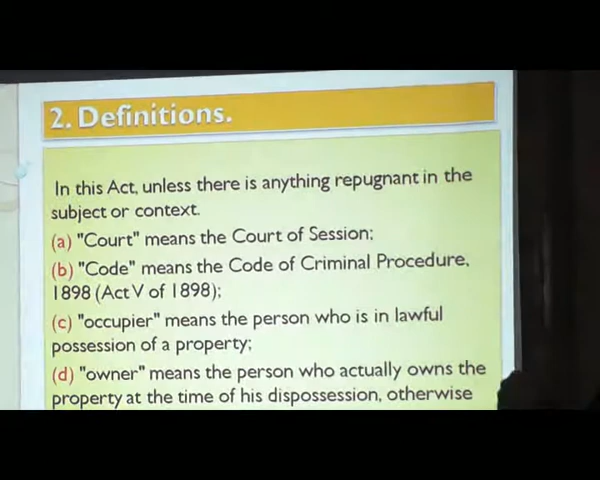 2. Definitions.
In this Act, unless there is anything repugnant in the
subject or context.
(a) "Court" means the Court of Session;
(b) "Code" means the Code of Criminal Procedure,
1898 (Act V of 1898);
(c) "occupier" means the person who is in lawful
possession of a property;
(d) "owner" means the person who actually owns the
property at the time of his dispossession, otherwise